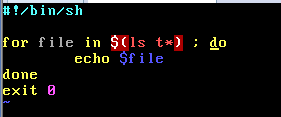 #!/bin/sh
for file in $(ls t*) ; do
        echo $file
done
exit 0
~